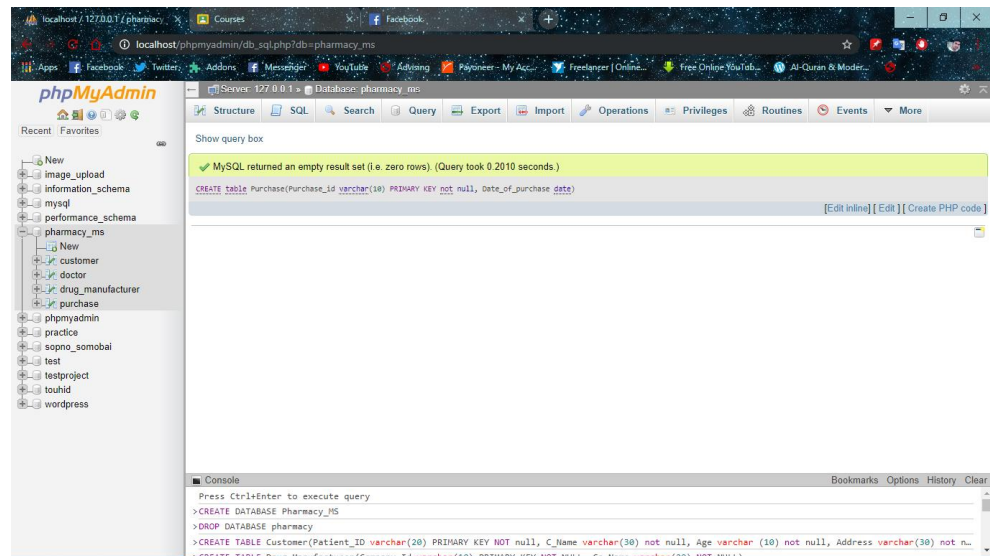 localhost / 127.0.0.1 / pharmacy
Courses
Facebook
localhost/phpmyadmin/db_sql.php?db=pharmacy_ms
Apps Facebook Twitter Addons Messenger YouTube Advising Payoneer - My Acc... Freelancer | Online... Free Online YouTub... Al-Quran & Moder...
phpMyAdmin
Recent Favorites
New
image_upload
information_schema
mysql
performance_schema
pharmacy_ms
New
customer
doctor
drug_manufacturer
purchase
phpmyadmin
practice
sopno_somobai
test
testproject
touhid
wordpress
Server: 127.0.0.1 » Database: pharmacy_ms
Structure SQL Search Query Export Import Operations Privileges Routines Events More
Show query box
MySQL returned an empty result set (i.e. zero rows). (Query took 0.2010 seconds.)
CREATE table Purchase(Purchase_id varchar(10) PRIMARY KEY not null, Date_of_purchase date)
[Edit inline] [ Edit ] [ Create PHP code ]
Console Bookmarks Options History Clear
Press Ctrl+Enter to execute query
>CREATE DATABASE Pharmacy_MS
>DROP DATABASE pharmacy
>CREATE TABLE Customer(Patient_ID varchar(20) PRIMARY KEY NOT null, C_Name varchar(30) not null, Age varchar (10) not null, Address varchar(30) not n...